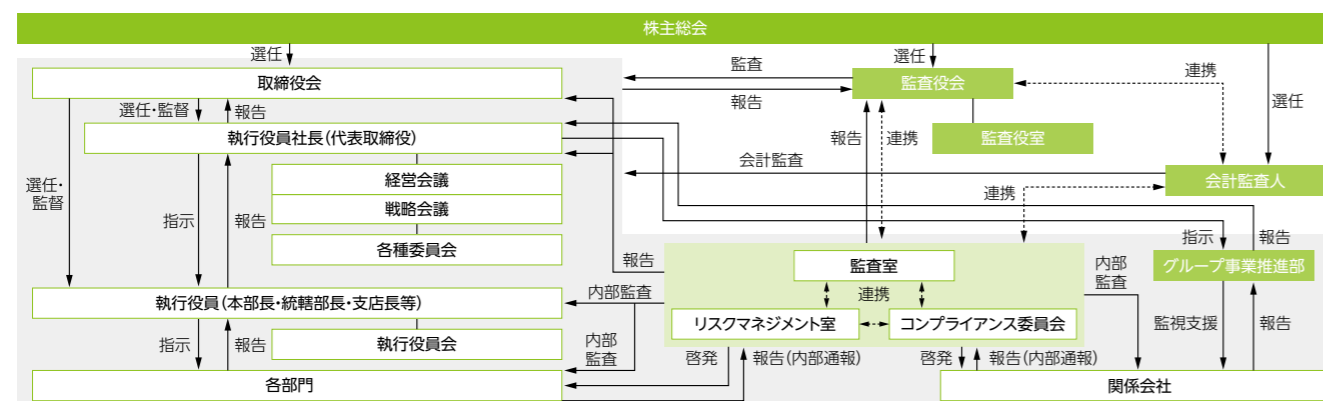 株主総会
選任
選任
選任
取締役会
監査
報告
監査役会
連携
監査役室
選任・監督
報告
執行役員社長(代表取締役)
報告
連携
会計監査
会計監査人
連携
経営会議
戦略会議
各種委員会
選任・
監督
指示
報告
報告
監査室
連携
リスクマネジメント室
コンプライアンス委員会
内部
監査
指示
報告
グループ事業推進部
監視支援
報告
内部監査
執行役員(本部長・統轄部長・支店長等)
執行役員会
指示
報告
内部
監査
啓発
報告(内部通報)
啓発
報告(内部通報)
各部門
関係会社